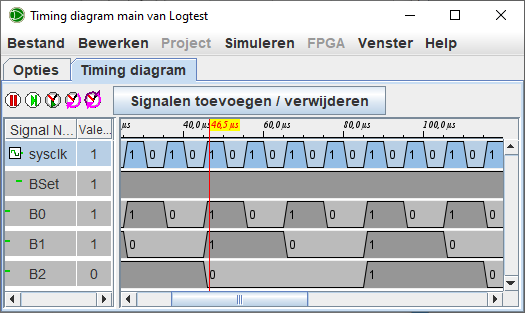 Timing diagram main van Logtest
Bestand Bewerken Project Simuleren FPGA Venster Help
Opties Timing diagram
Signalen toevoegen / verwijderen
Signal N... Vale... µs 40,0 µs 46,5 µs 60,0 µs 80,0 µs 100,0 µs
sysclk 1 1 0 1 0 1 0 1 0 1 0 1 0 1 0 1 0 1 0 1
BSet 1
B0 1 1 0 1 0 1 0 1 0 1 0
B1 1 0 1 0 1 0
B2 0 0 1